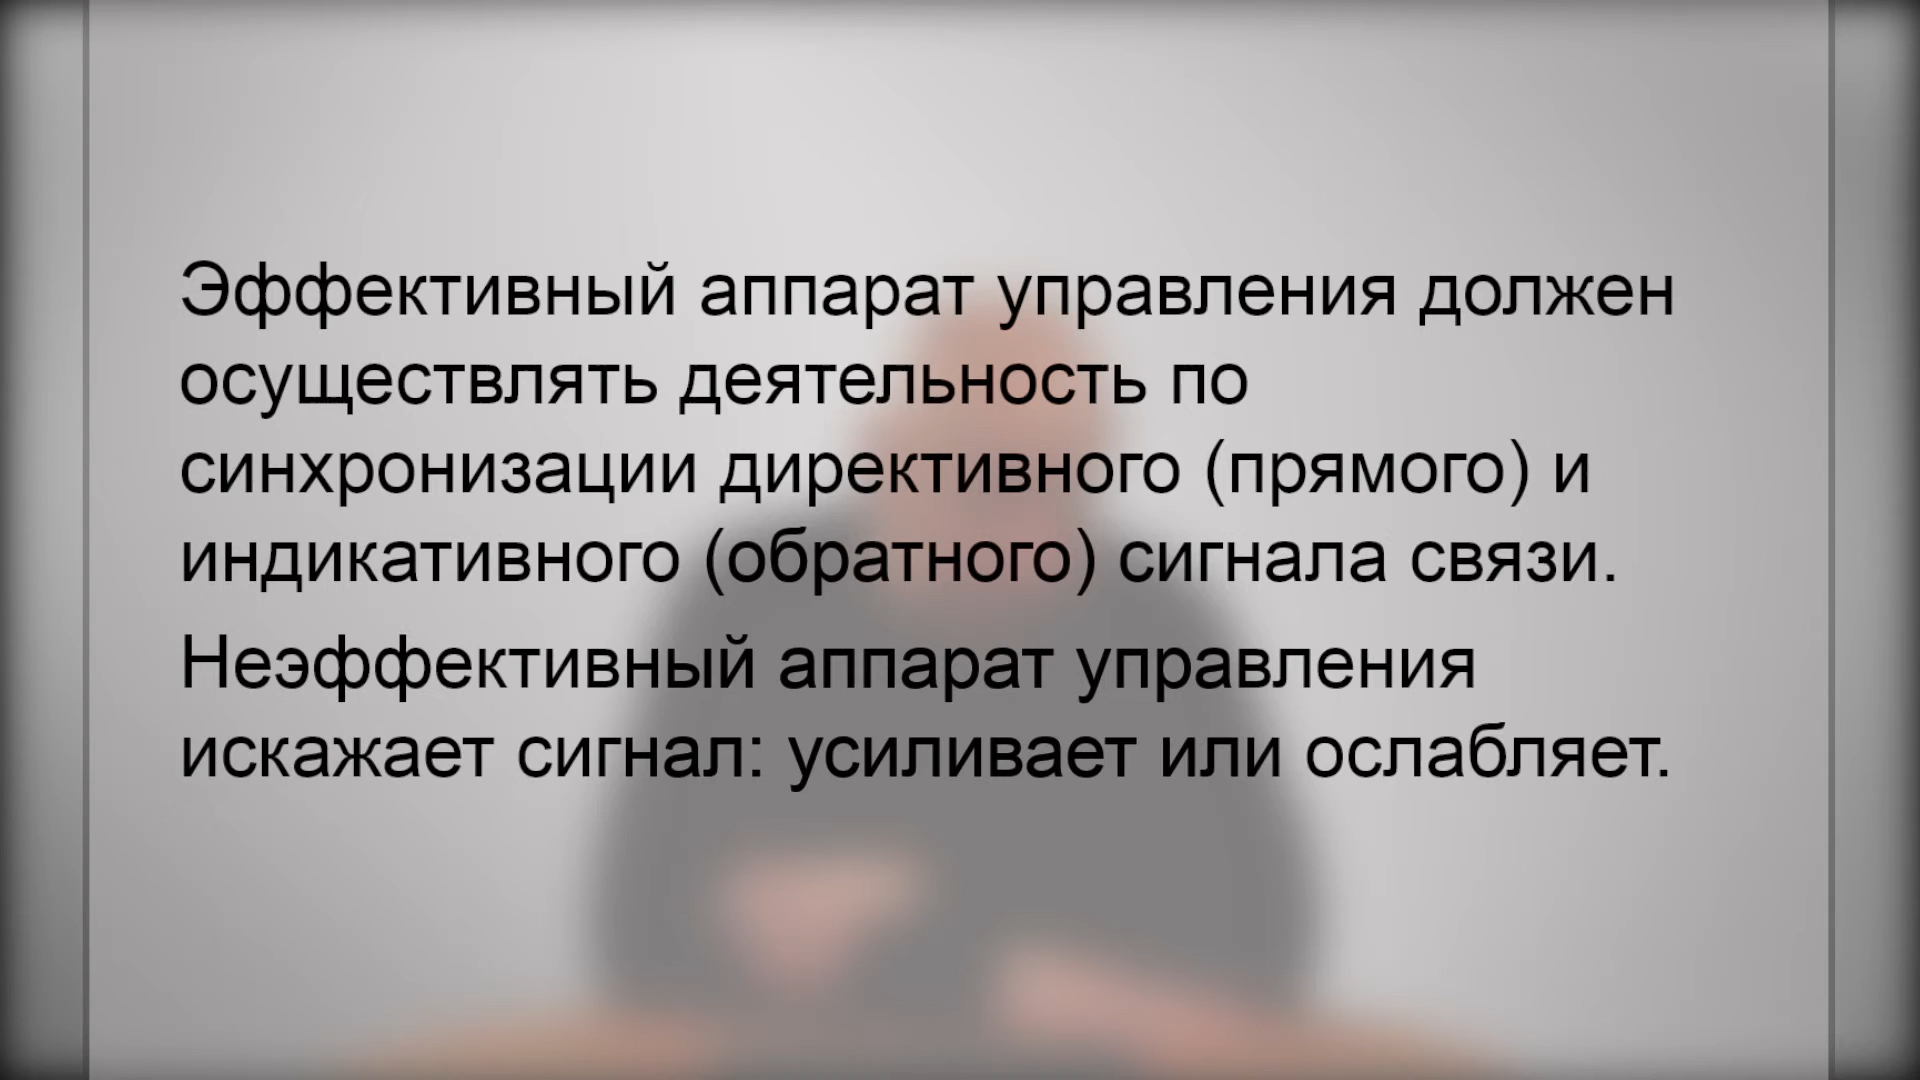 Эффективный аппарат управления должен
осуществлять деятельность по
синхронизации директивного (прямого) и
индикативного (обратного) сигнала связи.
Неэффективный аппарат управления
искажает сигнал: усиливает или ослабляет.